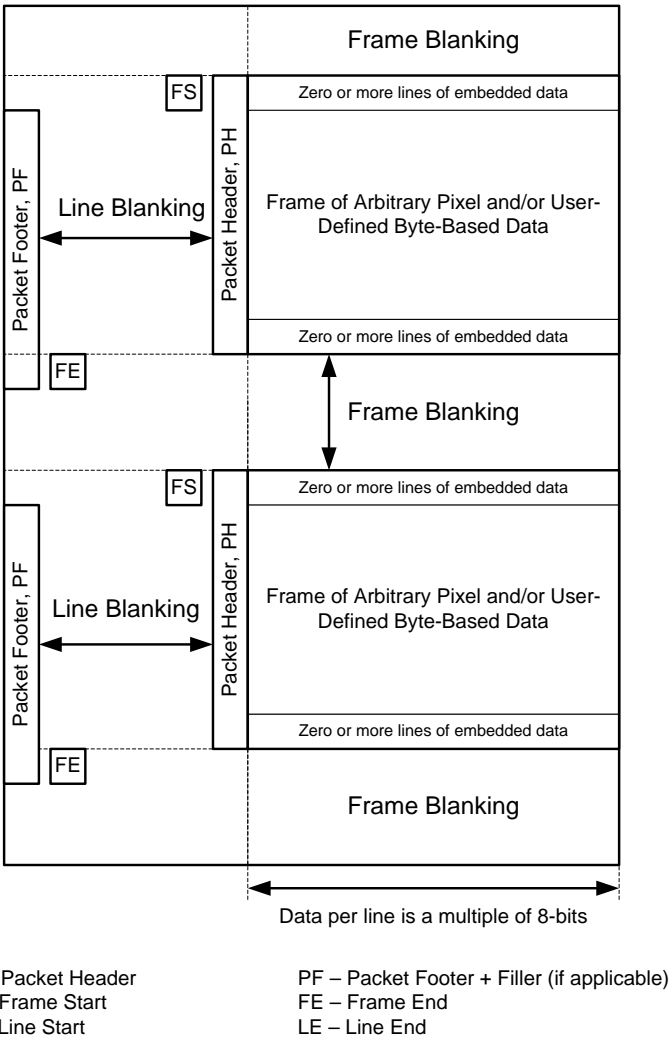 Frame Blanking
FS
Zero or more lines of embedded data
Packet Footer, PF
Line Blanking
Packet Header, PH
Frame of Arbitrary Pixel and/or User-
Defined Byte-Based Data
Zero or more lines of embedded data
FE
Frame Blanking
FS
Zero or more lines of embedded data
Packet Footer, PF
Line Blanking
Packet Header, PH
Frame of Arbitrary Pixel and/or User-
Defined Byte-Based Data
Zero or more lines of embedded data
FE
Frame Blanking
Data per line is a multiple of 8-bits
Packet Header
PF – Packet Footer + Filler (if applicable)
Frame Start
FE – Frame End
Line Start
LE – Line End